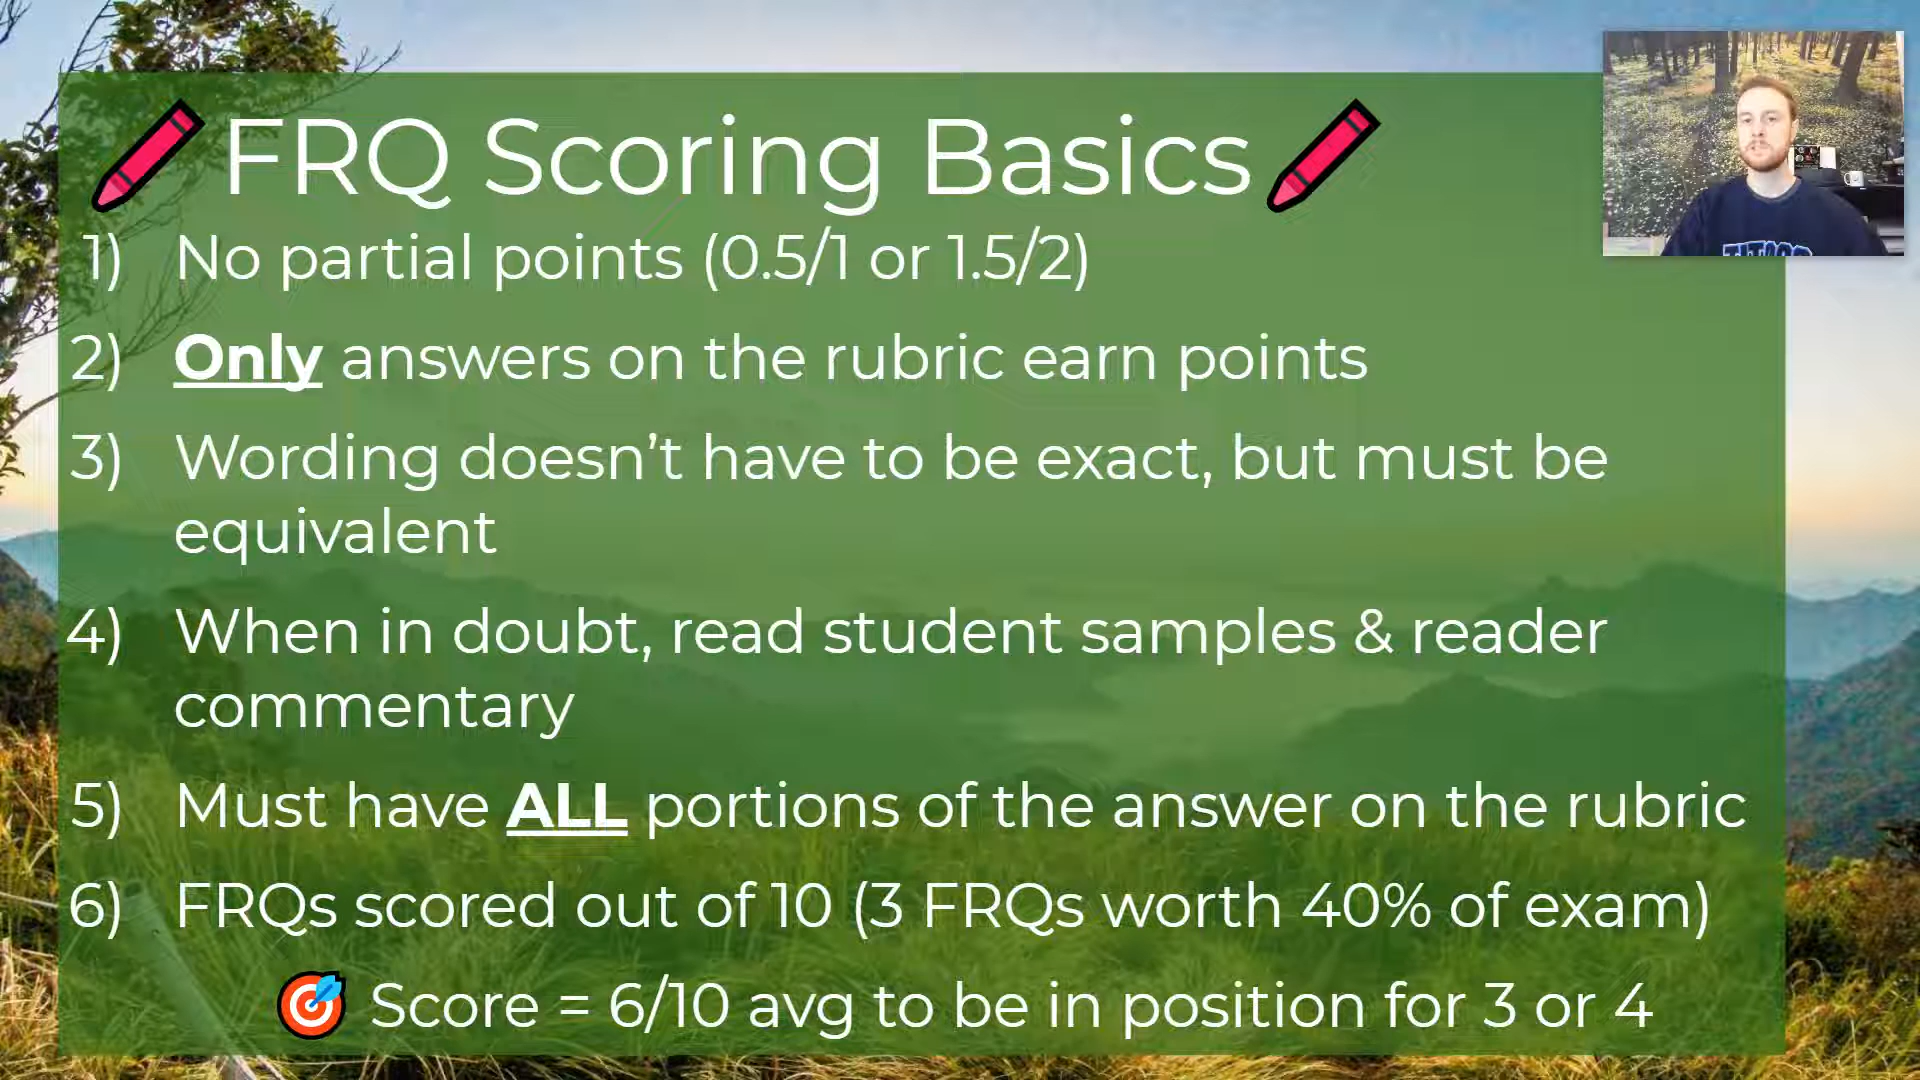 FRQ Scoring Basics
1) No partial points (0.5/1 or 1.5/2)
2) Only answers on the rubric earn points
3) Wording doesn’t have to be exact, but must be
equivalent
4) When in doubt, read student samples & reader
commentary
5) Must have ALL portions of the answer on the rubric
6) FRQs scored out of 10 (3 FRQs worth 40% of exam)
Score = 6/10 avg to be in position for 3 or 4